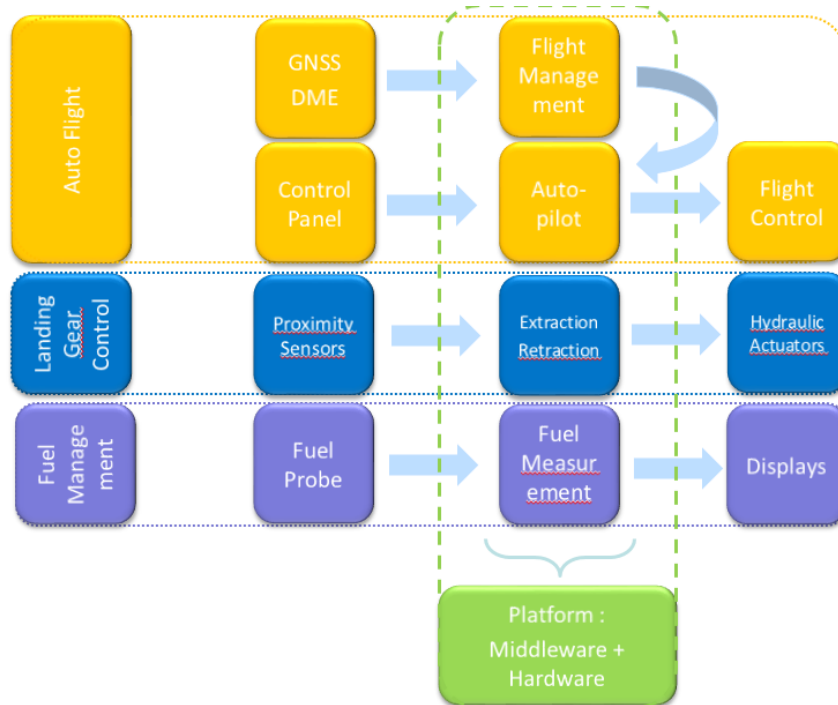 Auto Flight
GNSS
DME
Flight
Manage
ment
Control
Panel
Auto-
pilot
Flight
Control
Landing
Gear
Control
Proximity
Sensors
Extraction
Retraction
Hydraulic
Actuators
Fuel
Manage
ment
Fuel
Probe
Fuel
Measur
ement
Displays
Platform :
Middleware +
Hardware